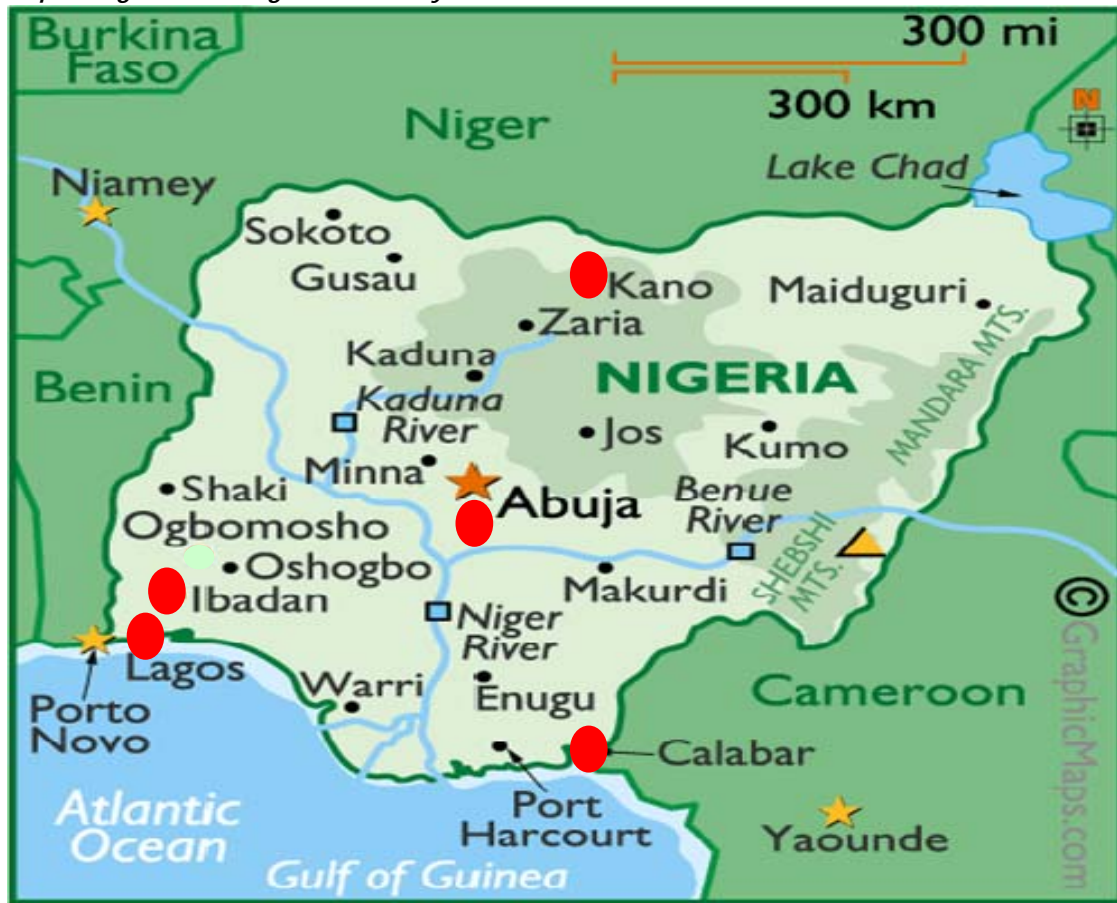 Burkina
Faso
300 mi
300 km
N
Niger
Lake Chad
Niamey
Sokoto
Gusau
Kano
Maiduguri
Zaria
Kaduna
NIGERIA
MANDARA MTS.
Benin
Kaduna
River
Jos
Kumo
Minna
Shaki
Abuja
Benue
River
Ogbomosho
Oshogbo
SHEBSHI
MTS.
Makurdi
Ibadan
Niger
River
© GraphicMaps.com
Lagos
Warri
Enugu
Cameroon
Porto
Novo
Calabar
Port
Harcourt
Atlantic
Ocean
Yaounde
Gulf of Guinea